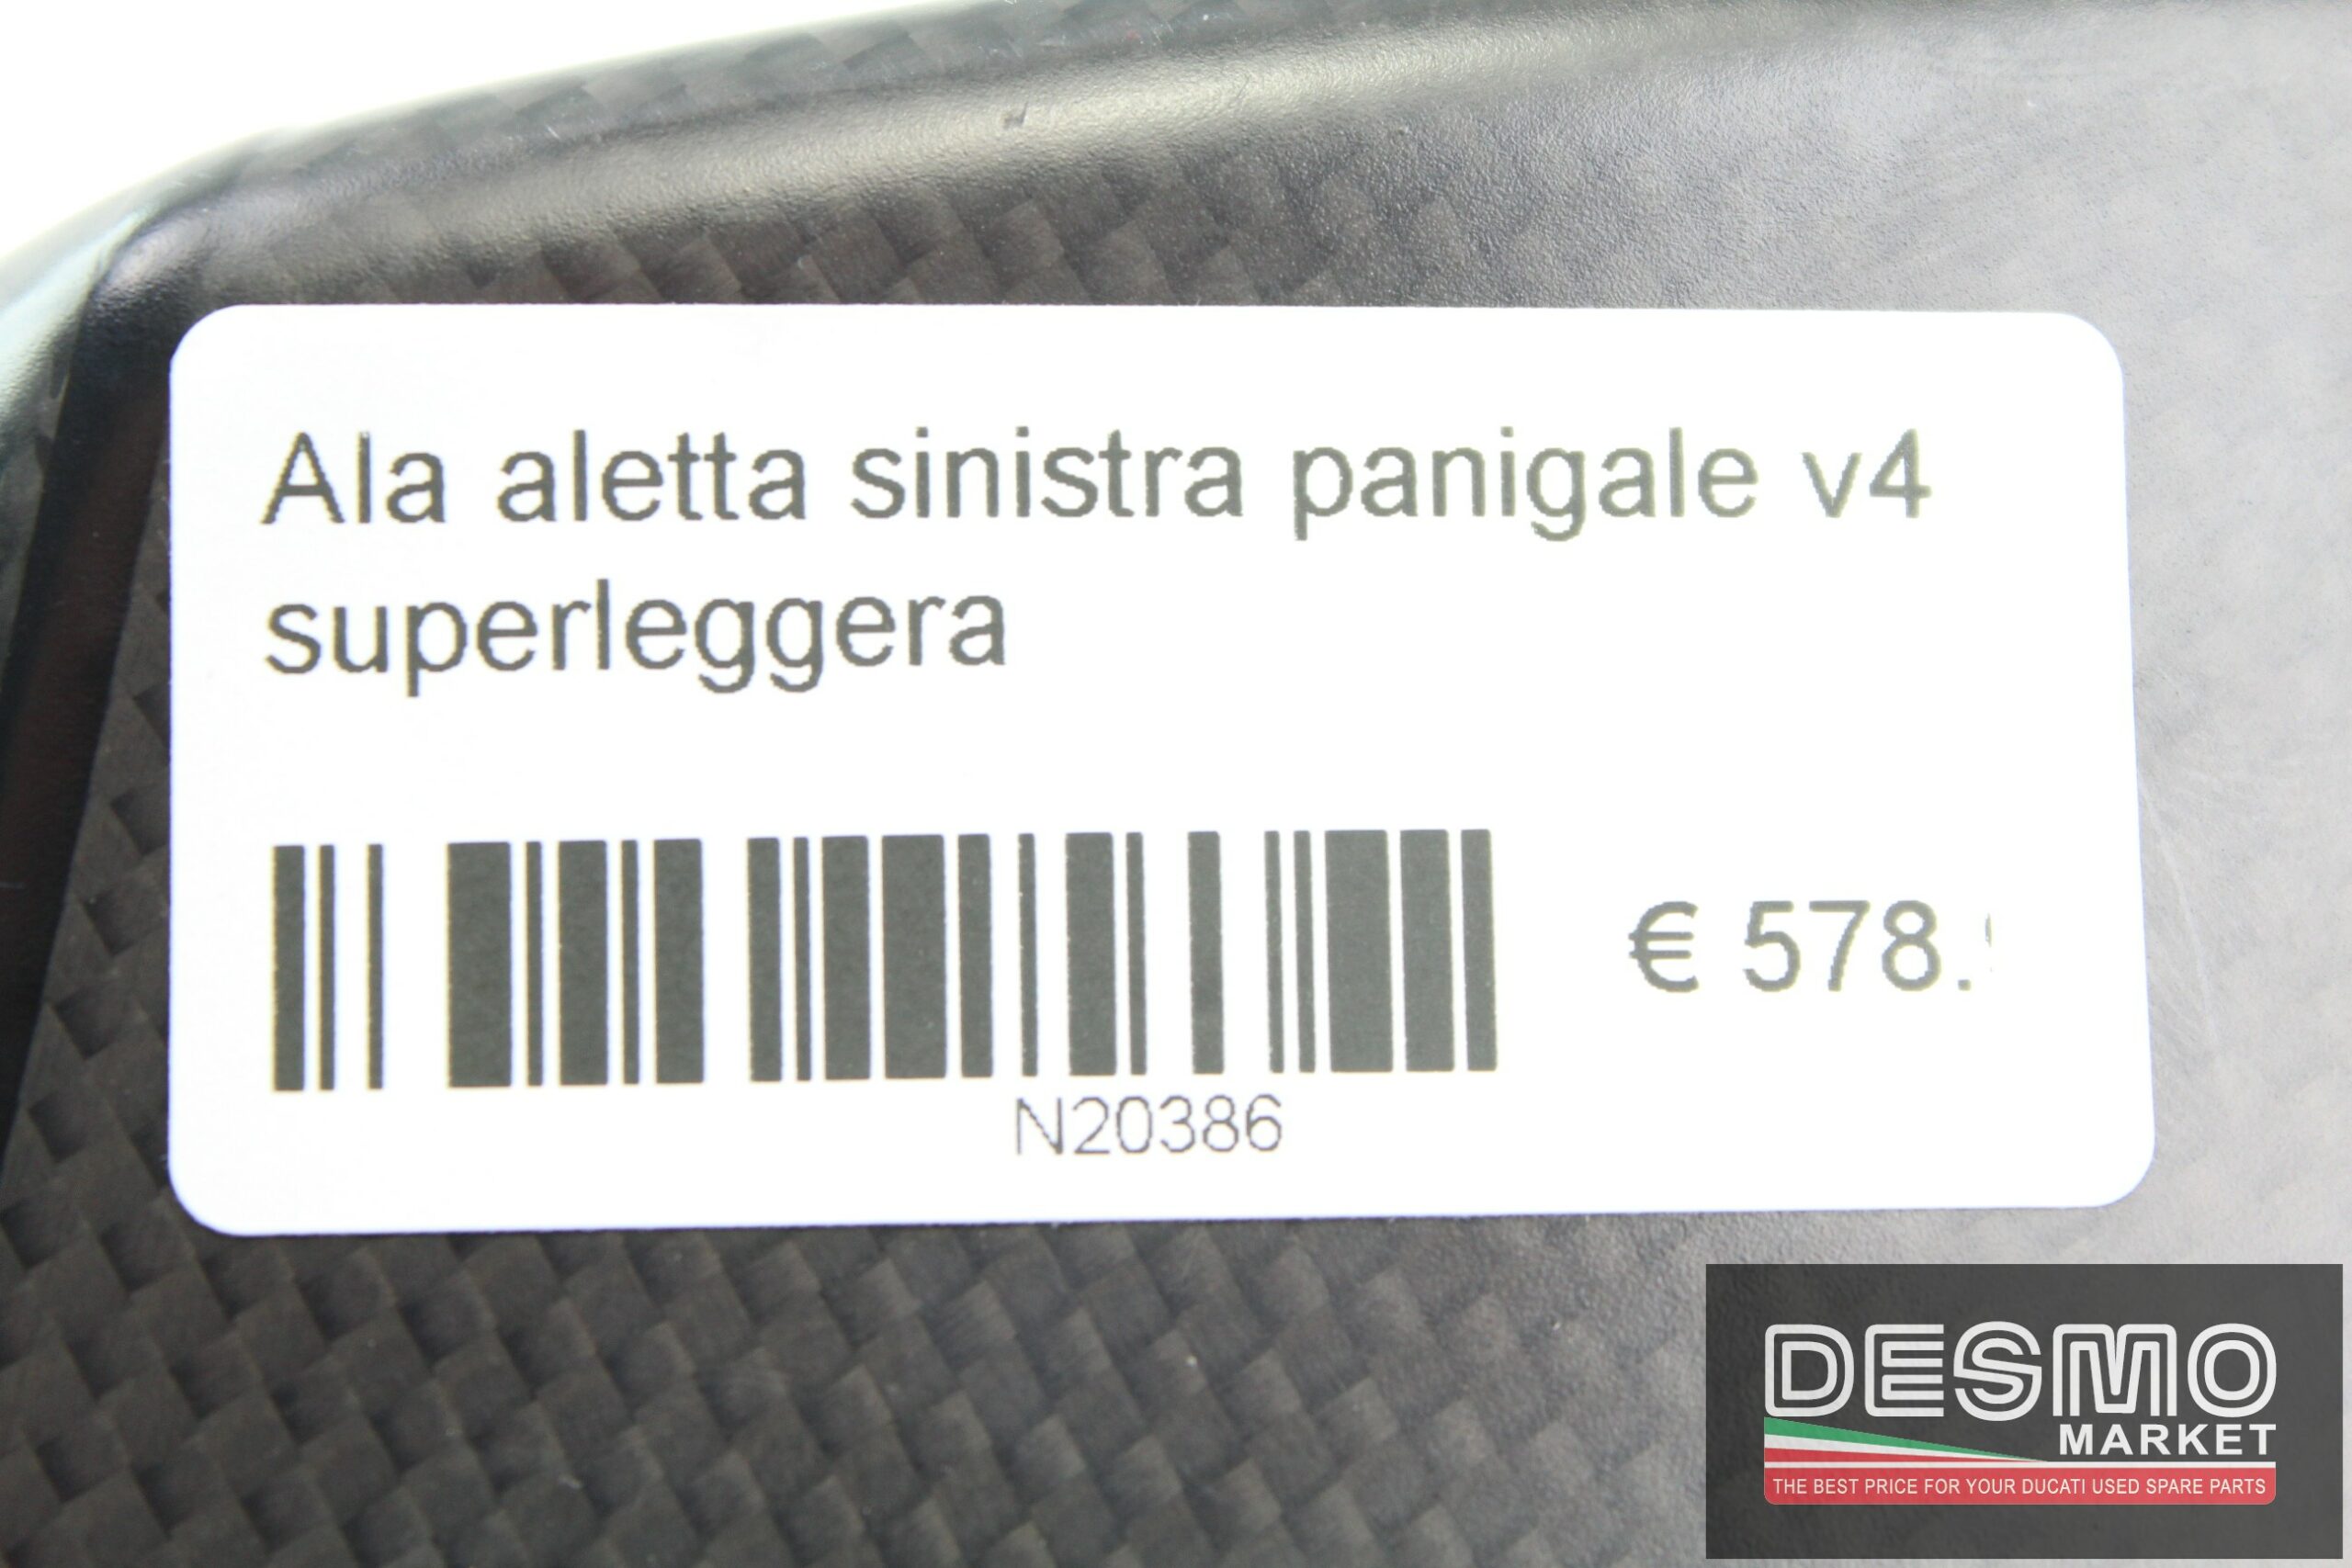 Ala aletta sinistra panigale v4
superleggera
€ 578.
N20386
DESMO
MARKET
THE BEST PRICE FOR YOUR DUCATI USED SPARE PARTS